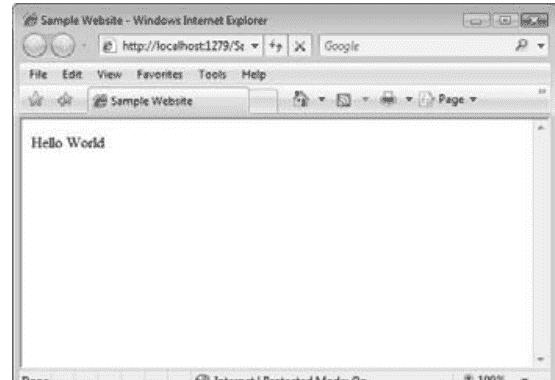 Sample Website - Windows Internet Explorer
http://localhost:1279/Sa
Google
File Edit View Favorites Tools Help
Sample Website
Page
Hello World
Internet | Protected Mode: On
100%